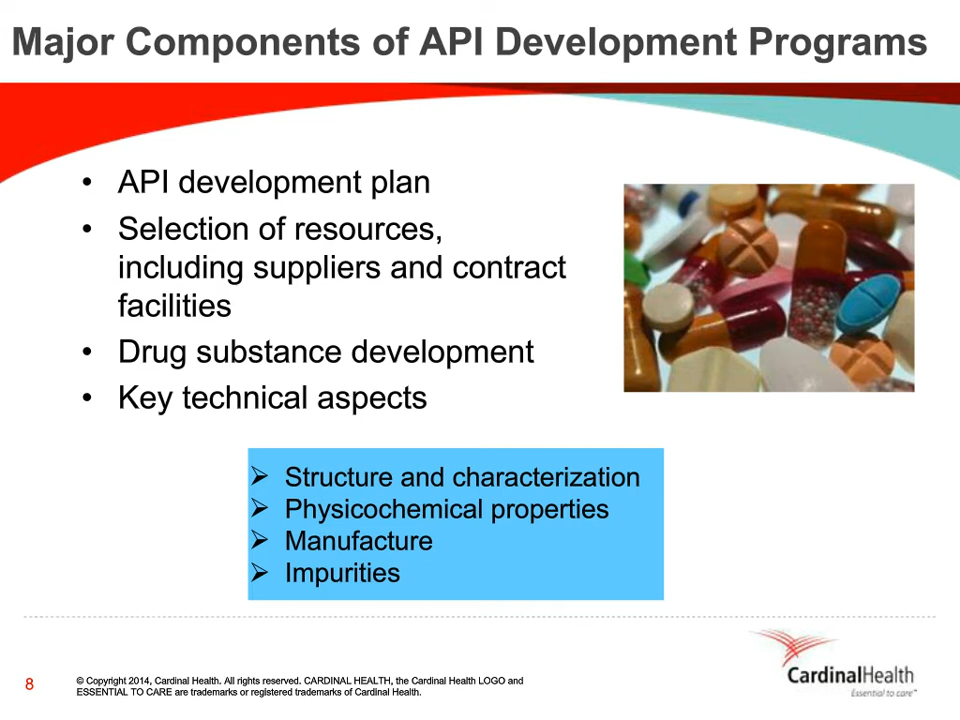 Major Components of API Development Programs
• API development plan
• Selection of resources,
including suppliers and contract
facilities
• Drug substance development
• Key technical aspects
➢ Structure and characterization
➢ Physicochemical properties
➢ Manufacture
➢ Impurities
8
© Copyright 2014, Cardinal Health. All rights reserved. CARDINAL HEALTH, the Cardinal Health LOGO and
ESSENTIAL TO CARE are trademarks or registered trademarks of Cardinal Health.
CardinalHealth
Essential to care™